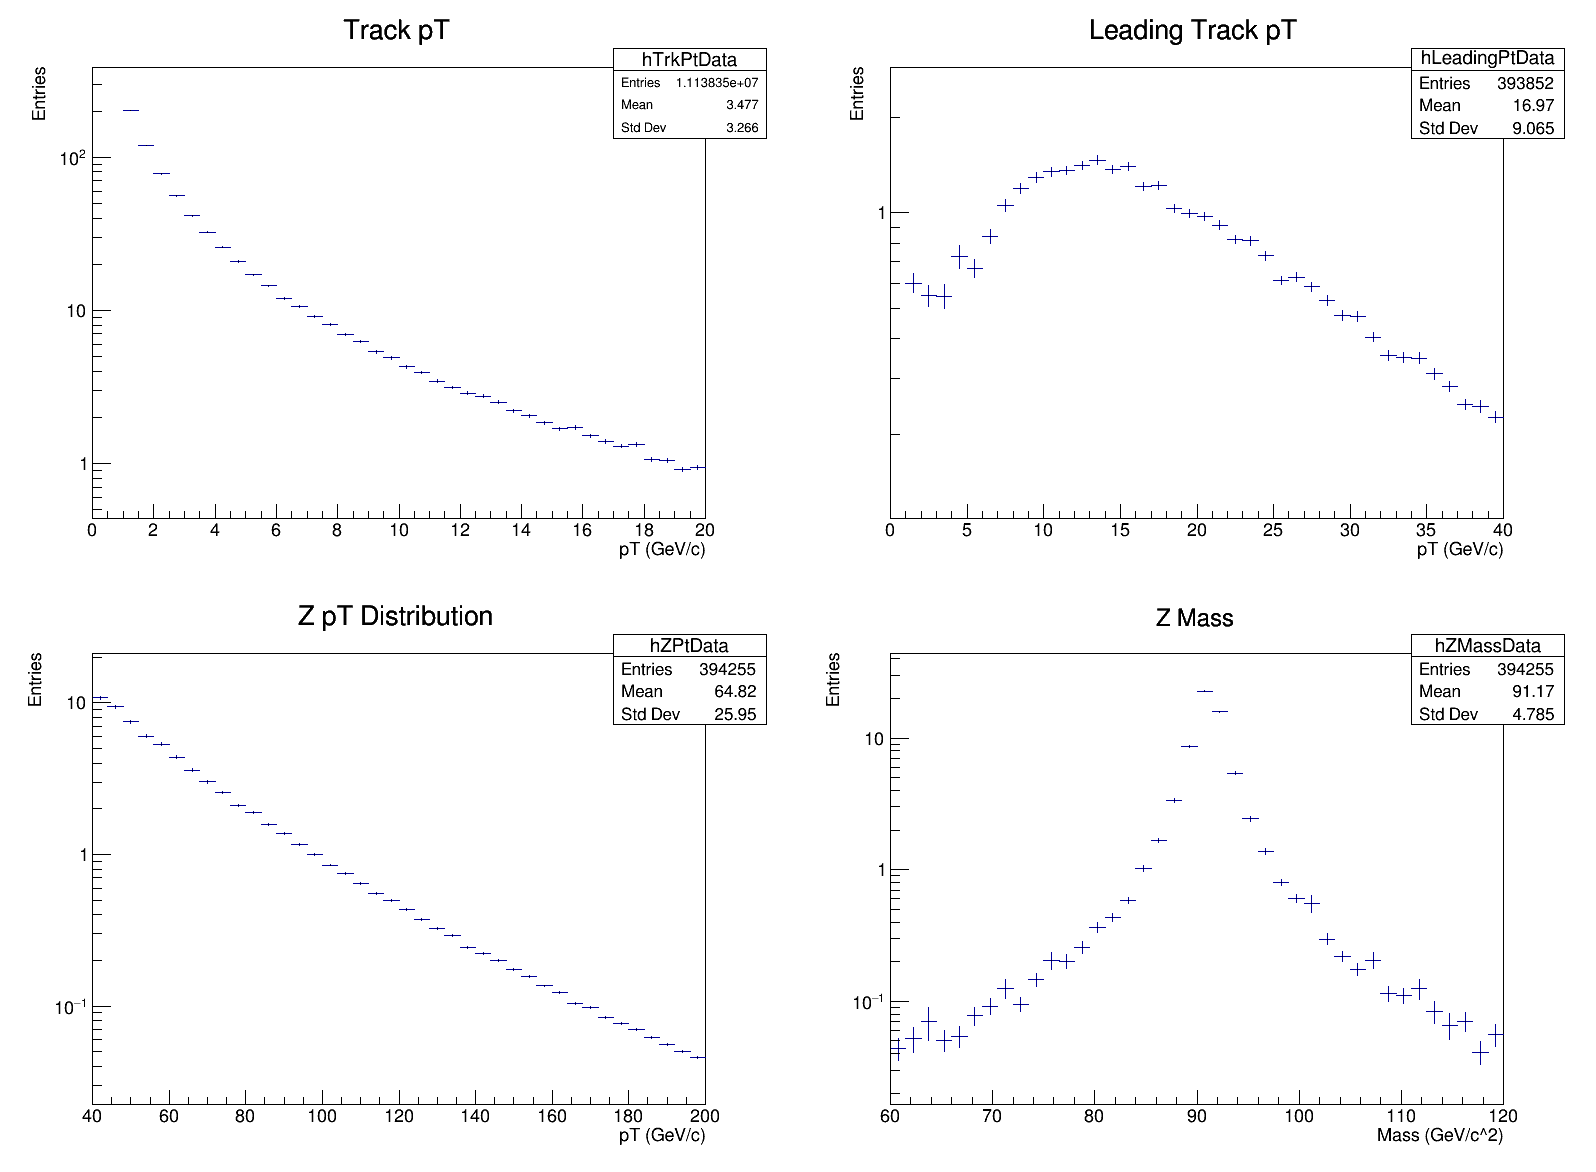 Track pT
hTrkPtData
Entries 1.113835e+07
Mean 3.477
Std Dev 3.266
Entries
10²
10
1
0 2 4 6 8 10 12 14 16 18 20
pT (GeV/c)
Leading Track pT
hLeadingPtData
Entries 393852
Mean 16.97
Std Dev 9.065
Entries
1
0 5 10 15 20 25 30 35 40
pT (GeV/c)
Z pT Distribution
hZPtData
Entries 394255
Mean 64.82
Std Dev 25.95
Entries
10
1
10⁻¹
40 60 80 100 120 140 160 180 200
pT (GeV/c)
Z Mass
hZMassData
Entries 394255
Mean 91.17
Std Dev 4.785
Entries
10
1
10⁻¹
60 70 80 90 100 110 120
Mass (GeV/c^2)